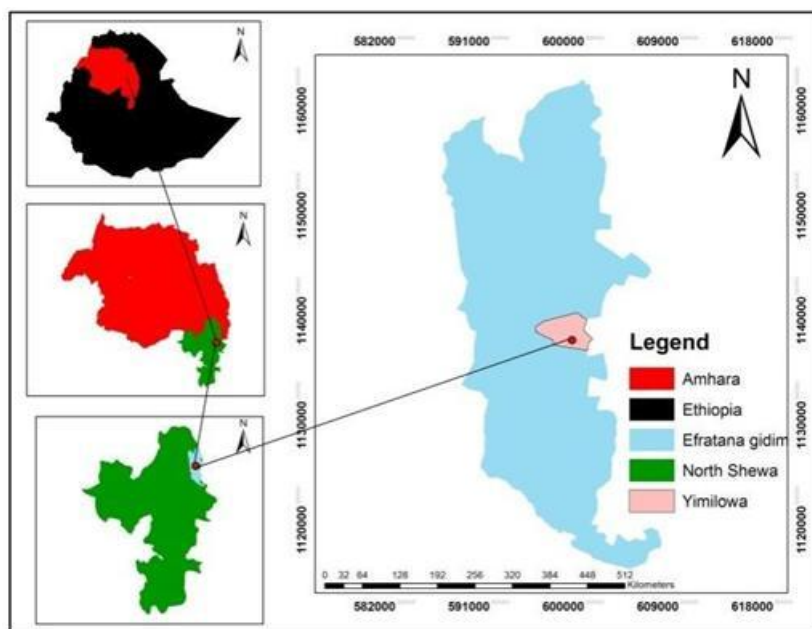 N
N
N
582000 591000 600000 609000 618000
1160000
1150000
1140000
1130000
1120000
1160000
1150000
1140000
1130000
1120000
N
Legend
Amhara
Ethiopia
Efratana gidim
North Shewa
Yimilowa
0 32 64 128 192 256 320 384 448 512
Kilometers
582000 591000 600000 609000 618000